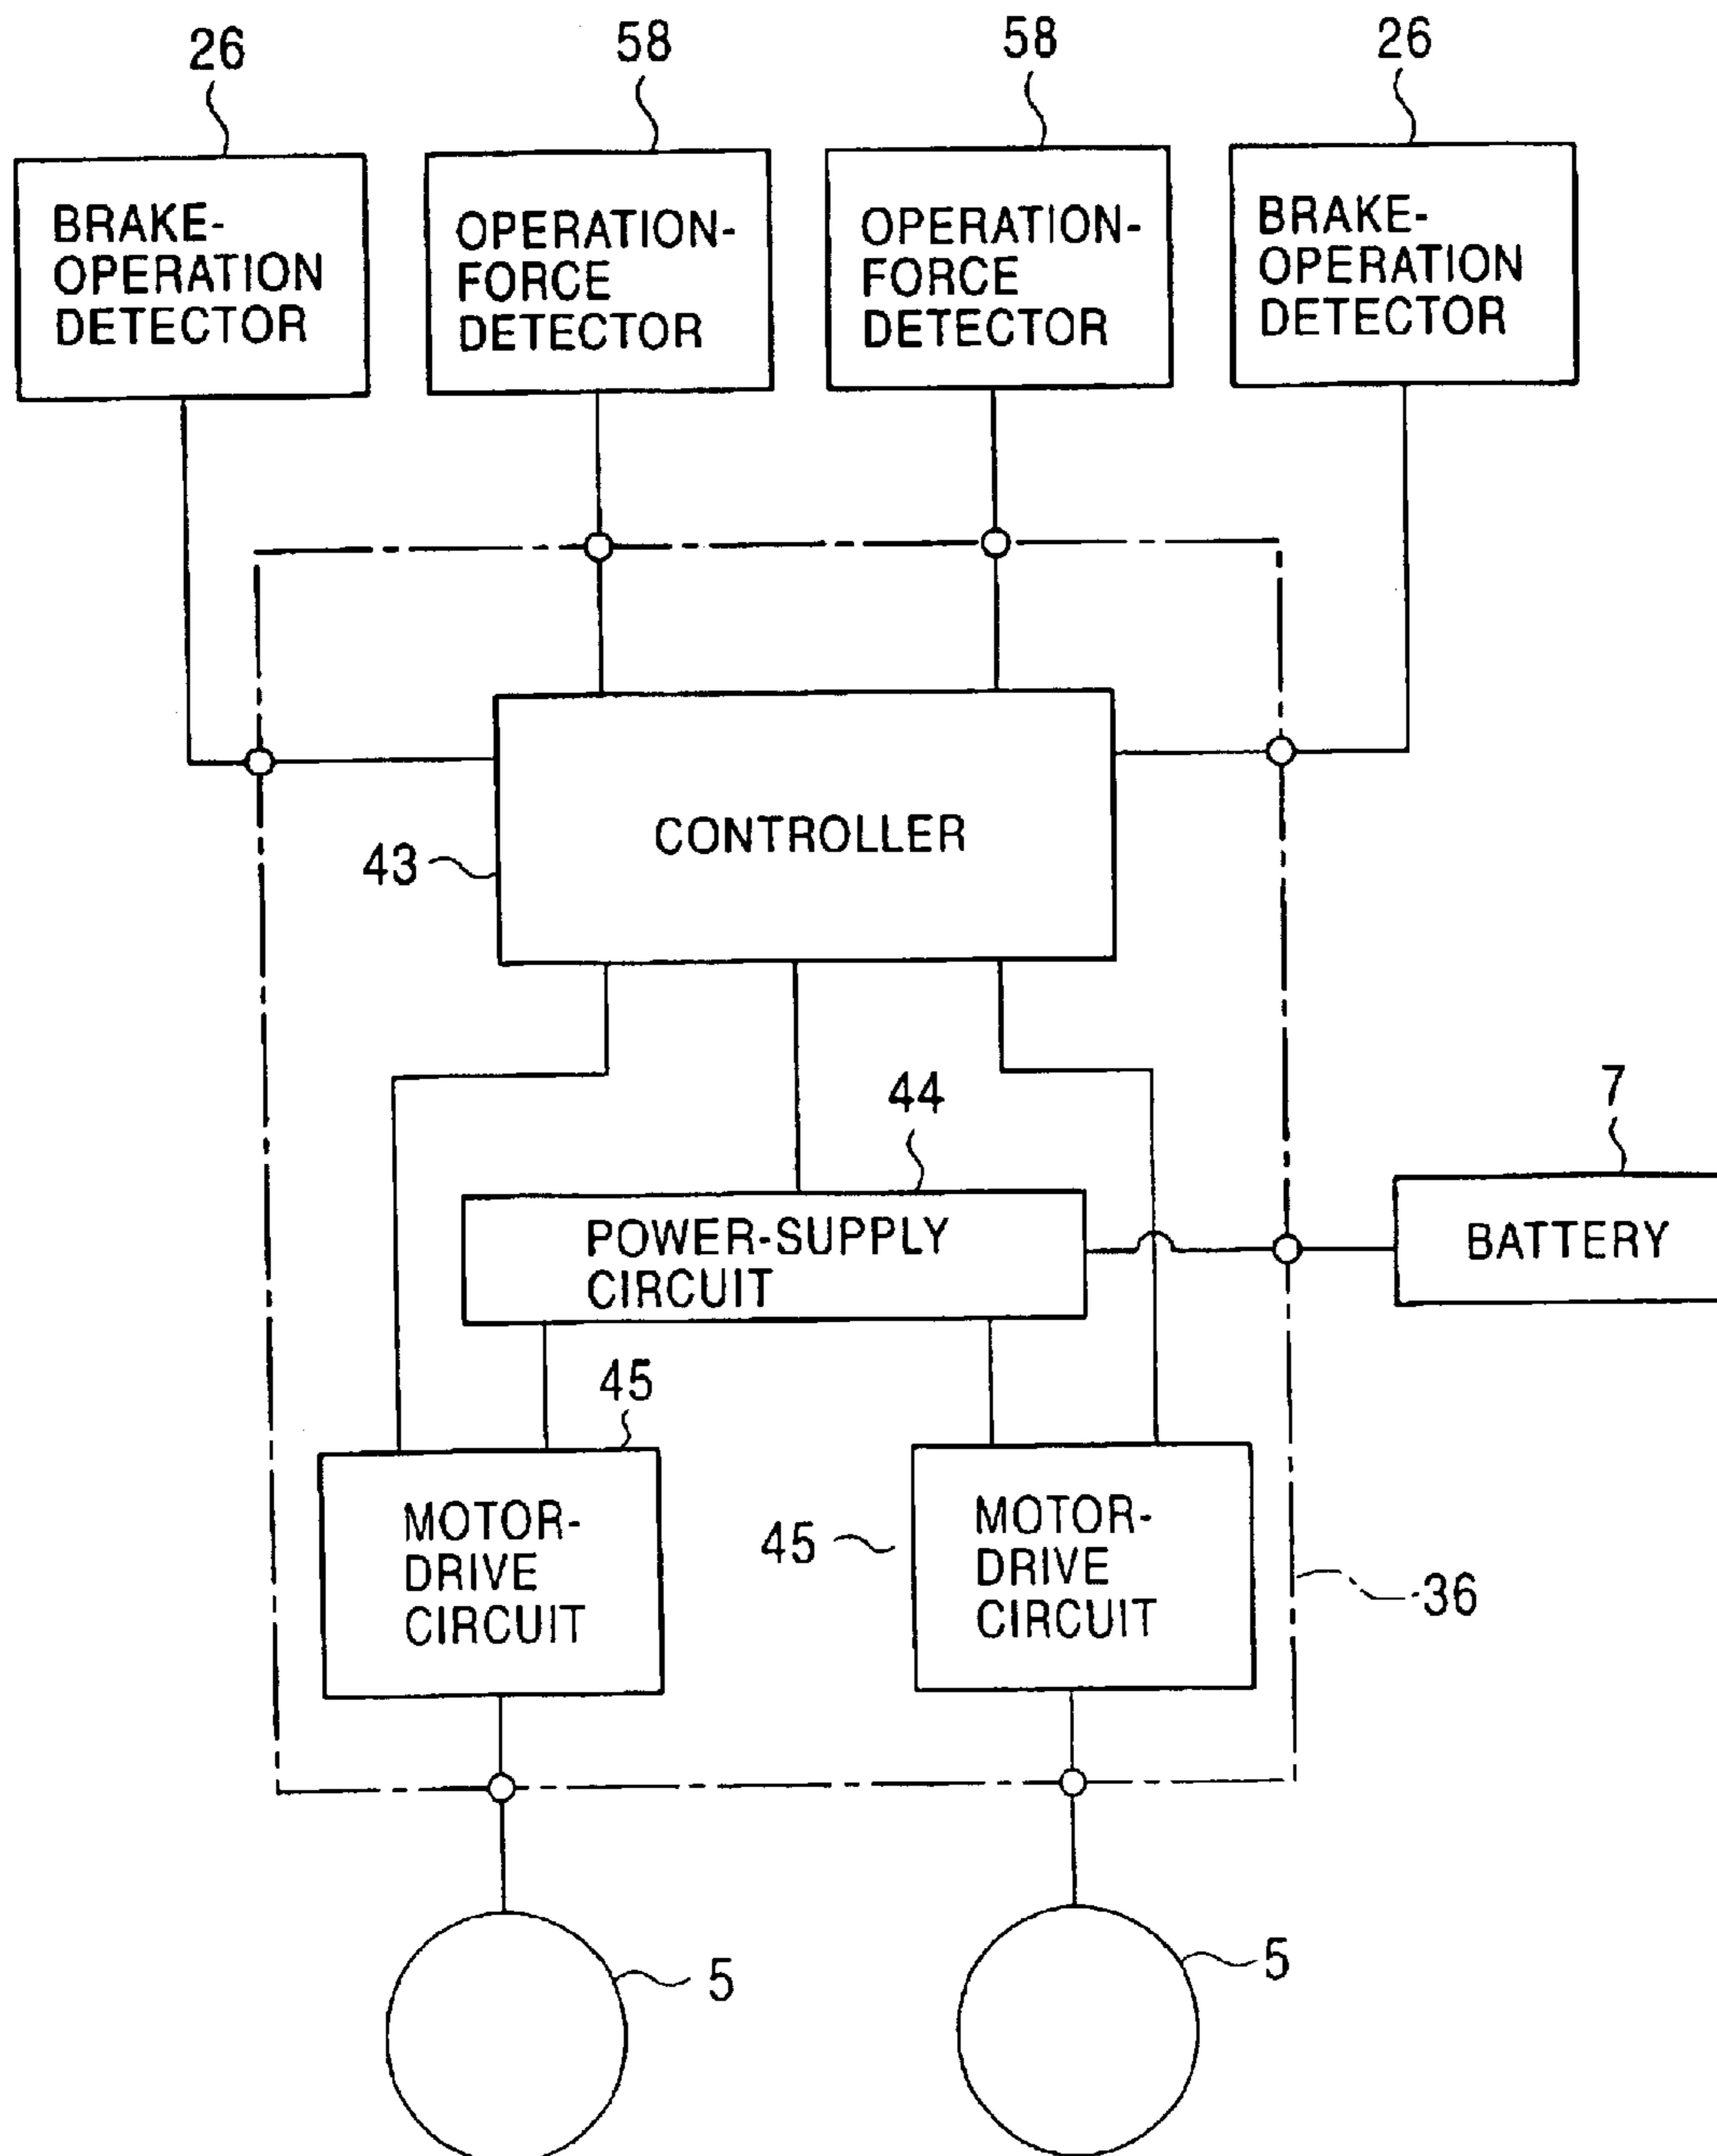 26
58
58
26
BRAKE-
OPERATION
DETECTOR
OPERATION-
FORCE
DETECTOR
OPERATION-
FORCE
DETECTOR
BRAKE-
OPERATION
DETECTOR
CONTROLLER
43
44
7
POWER-SUPPLY
CIRCUIT
BATTERY
45
MOTOR-
DRIVE
CIRCUIT
45
MOTOR-
DRIVE
CIRCUIT
36
5
5